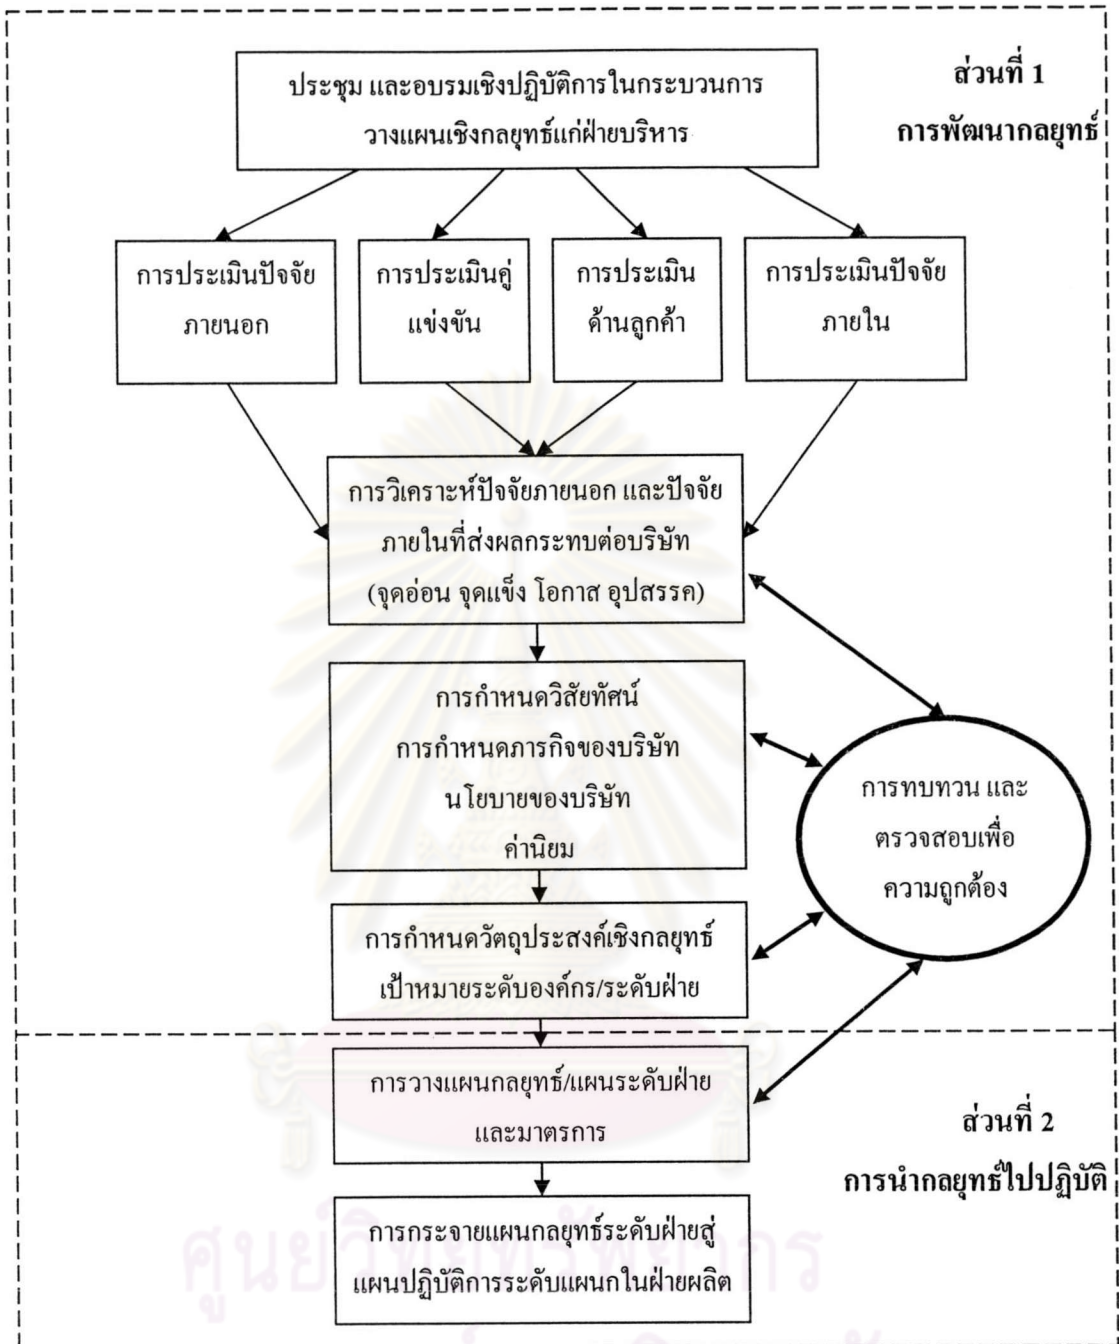 ส่วนที่ 1
การพัฒนากลยุทธ์
ประชุม และอบรมเชิงปฏิบัติการในกระบวนการ
วางแผนเชิงกลยุทธ์แก่ฝ่ายบริหาร
การประเมินปัจจัย
ภายนอก
การประเมินคู่
แข่งขัน
การประเมิน
ด้านลูกค้า
การประเมินปัจจัย
ภายใน
การวิเคราะห์ปัจจัยภายนอก และปัจจัย
ภายในที่ส่งผลกระทบต่อบริษัท
(จุดอ่อน จุดแข็ง โอกาส อุปสรรค)
การกำหนดวิสัยทัศน์
การกำหนดภารกิจของบริษัท
นโยบายของบริษัท
ค่านิยม
การทบทวน และ
ตรวจสอบเพื่อ
ความถูกต้อง
การกำหนดวัตถุประสงค์เชิงกลยุทธ์
เป้าหมายระดับองค์กร/ระดับฝ่าย
การวางแผนกลยุทธ์/แผนระดับฝ่าย
และมาตรการ
ส่วนที่ 2
การนำกลยุทธ์ไปปฏิบัติ
การกระจายแผนกลยุทธ์ระดับฝ่ายสู่
แผนปฏิบัติการระดับแผนกในฝ่ายผลิต
ศูนย์วิทยทรัพยากร